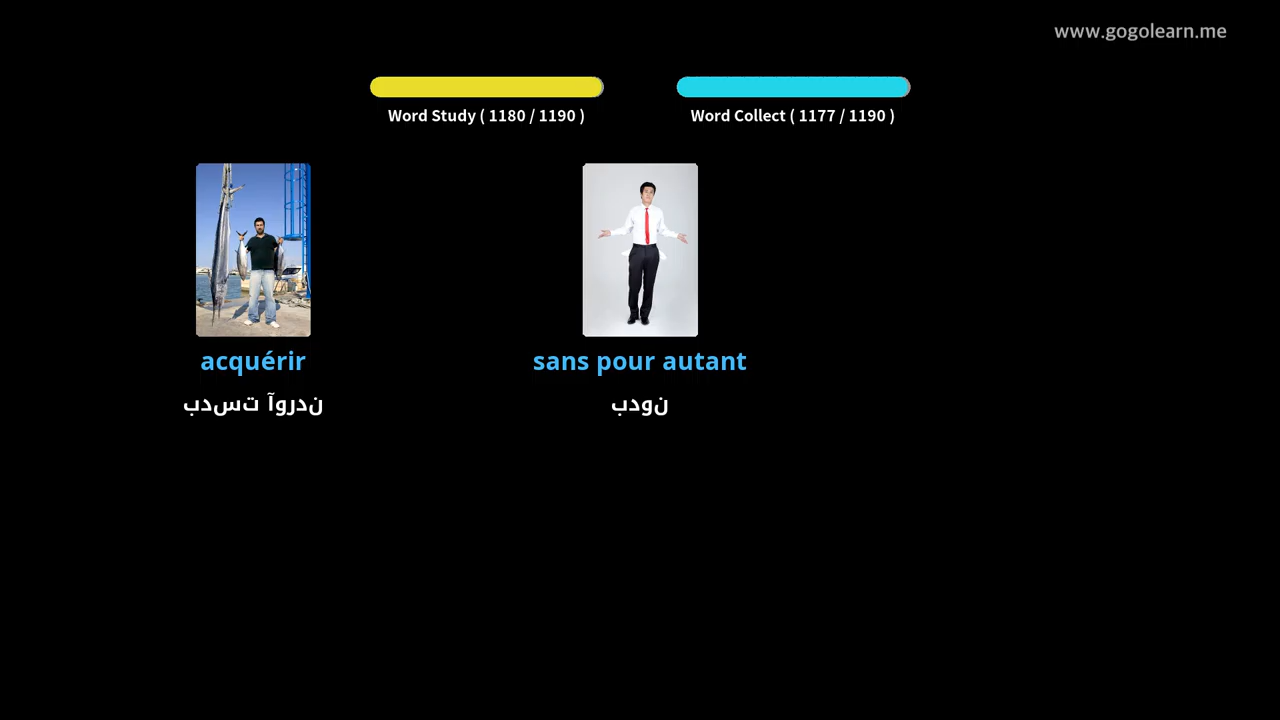 www.gogolearn.me
Word Study ( 1180 / 1190 )
Word Collect ( 1177 / 1190 )
acquérir
بدست آوردن
sans pour autant
بدون